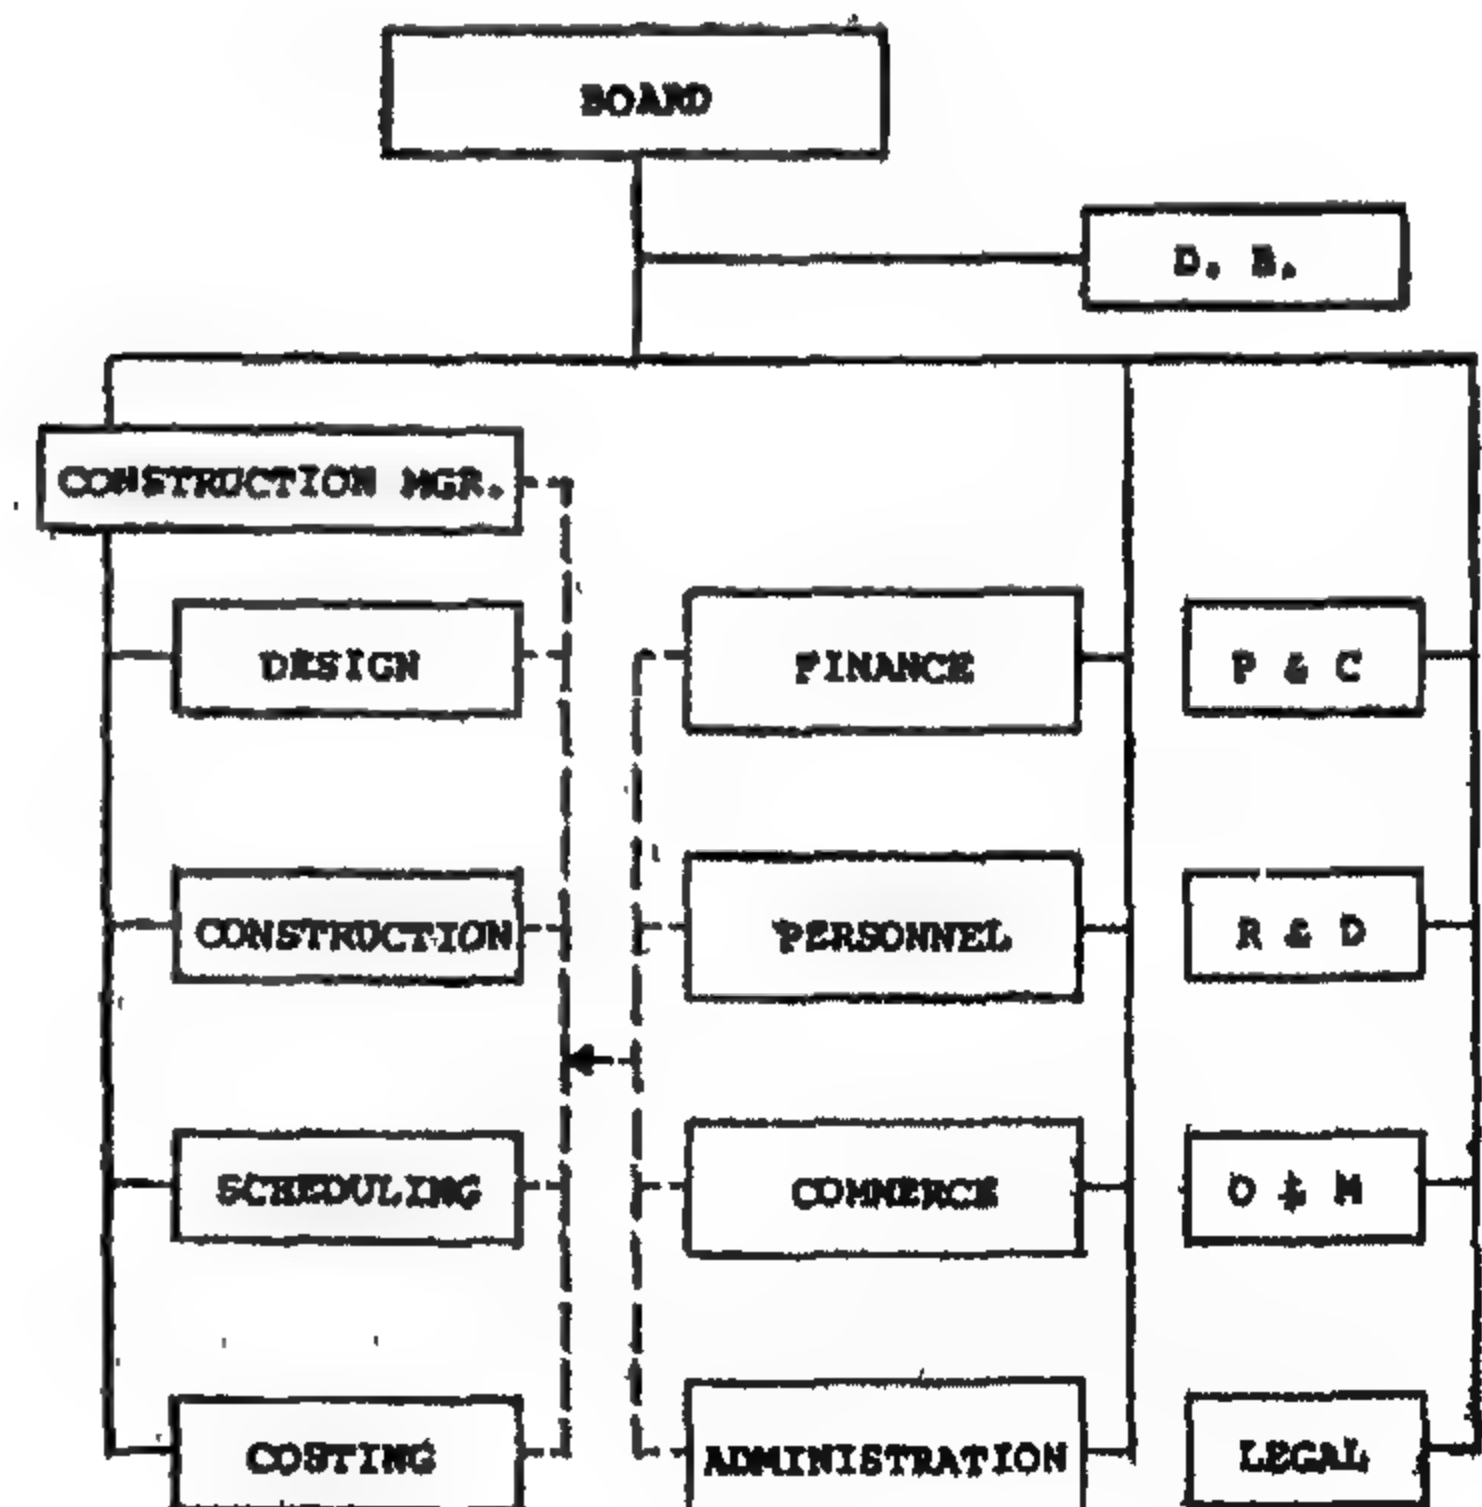 BOARD
D. B.
CONSTRUCTION MGR.
DESIGN
FINANCE
P & C
CONSTRUCTION
PERSONNEL
R & D
SCHEDULING
COMMERCE
O & M
COSTING
ADMINISTRATION
LEGAL